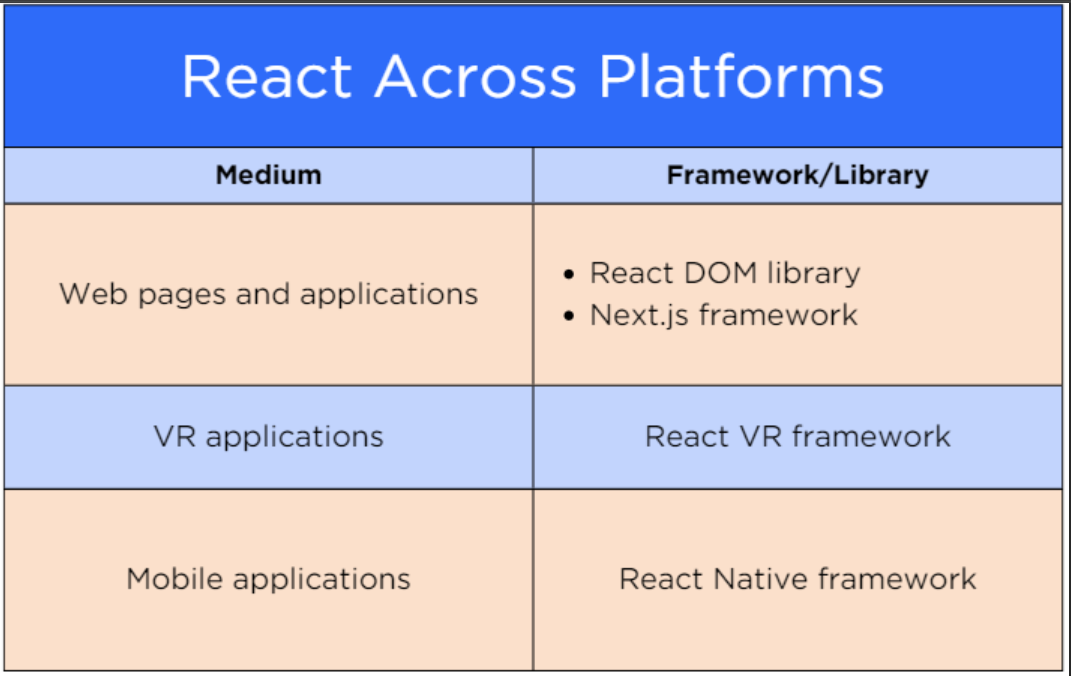 React Across Platforms
Medium
Framework/Library
Web pages and applications
• React DOM library
• Next.js framework
VR applications
React VR framework
Mobile applications
React Native framework